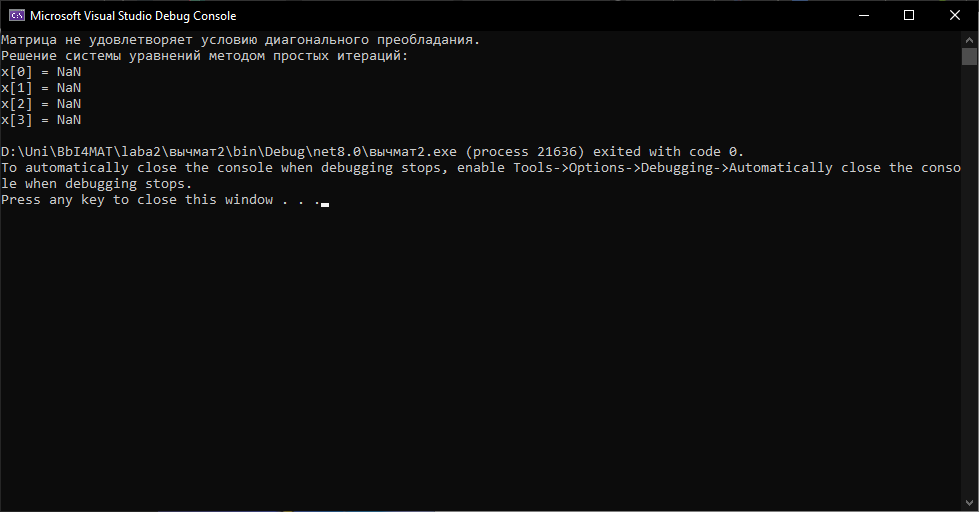 Microsoft Visual Studio Debug Console
Матрица не удовлетворяет условию диагонального преобладания.
Решение системы уравнений методом простых итераций:
x[0] = NaN
x[1] = NaN
x[2] = NaN
x[3] = NaN
D:\Uni\BbI4MAT\laba2\вычмат2\bin\Debug\net8.0\вычмат2.exe (process 21636) exited with code 0.
To automatically close the console when debugging stops, enable Tools->Options->Debugging->Automatically close the conso
le when debugging stops.
Press any key to close this window . . .